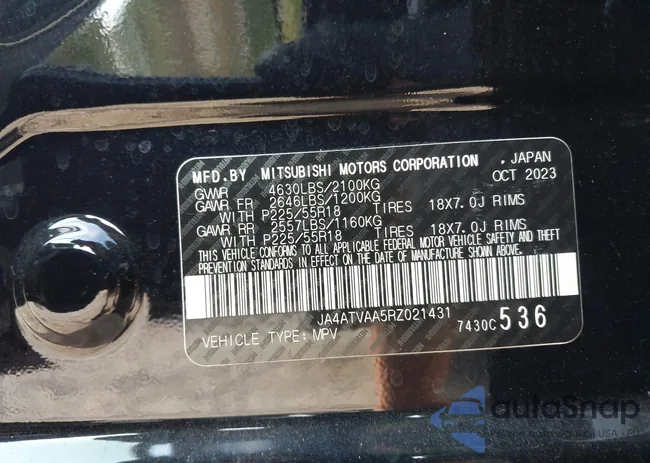 MFD.BY MITSUBISHI MOTORS CORPORATION , JAPAN
GVWR 4630LBS/2100KG OCT 2023
GAWR FR 2646LBS/1200KG
WITH P225/55R18 TIRES 18X7.0J RIMS
GAWR RR 2557LBS/1160KG
WITH P225/55R18 TIRES 18X7.0J RIMS
THIS VEHICLE CONFORMS TO ALL APPLICABLE FEDERAL MOTOR VEHICLE SAFETY AND THEFT
PREVENTION STANDARDS IN EFFECT ON THE DATE OF MANUFACTURE SHOWN ABOVE.
JA4ATVAA5RZ021431
7430C 536
VEHICLE TYPE: MPV
autoSnap